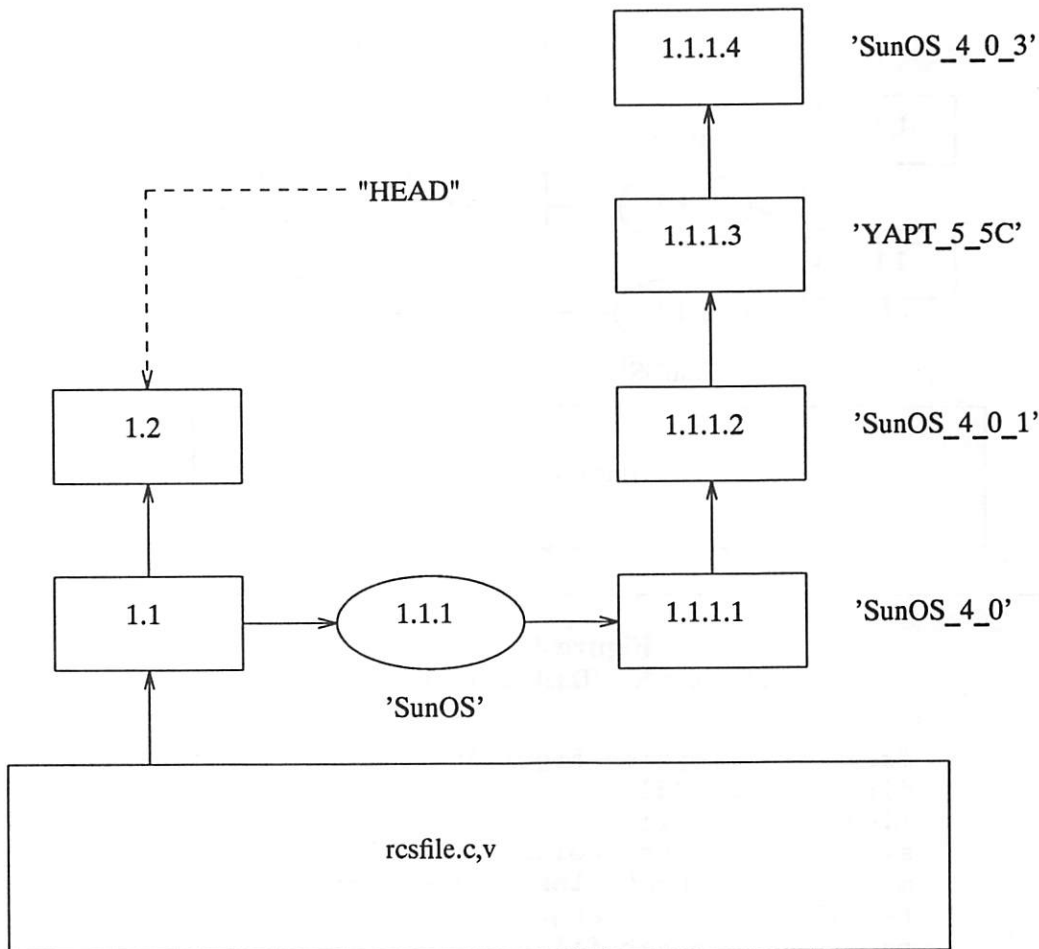 1.1.1.4 'SunOS_4_0_3'
"HEAD"
1.1.1.3 'YAPT_5_5C'
1.2
1.1.1.2 'SunOS_4_0_1'
1.1
1.1.1
1.1.1.1 'SunOS_4_0'
'SunOS'
rcsfile.c,v